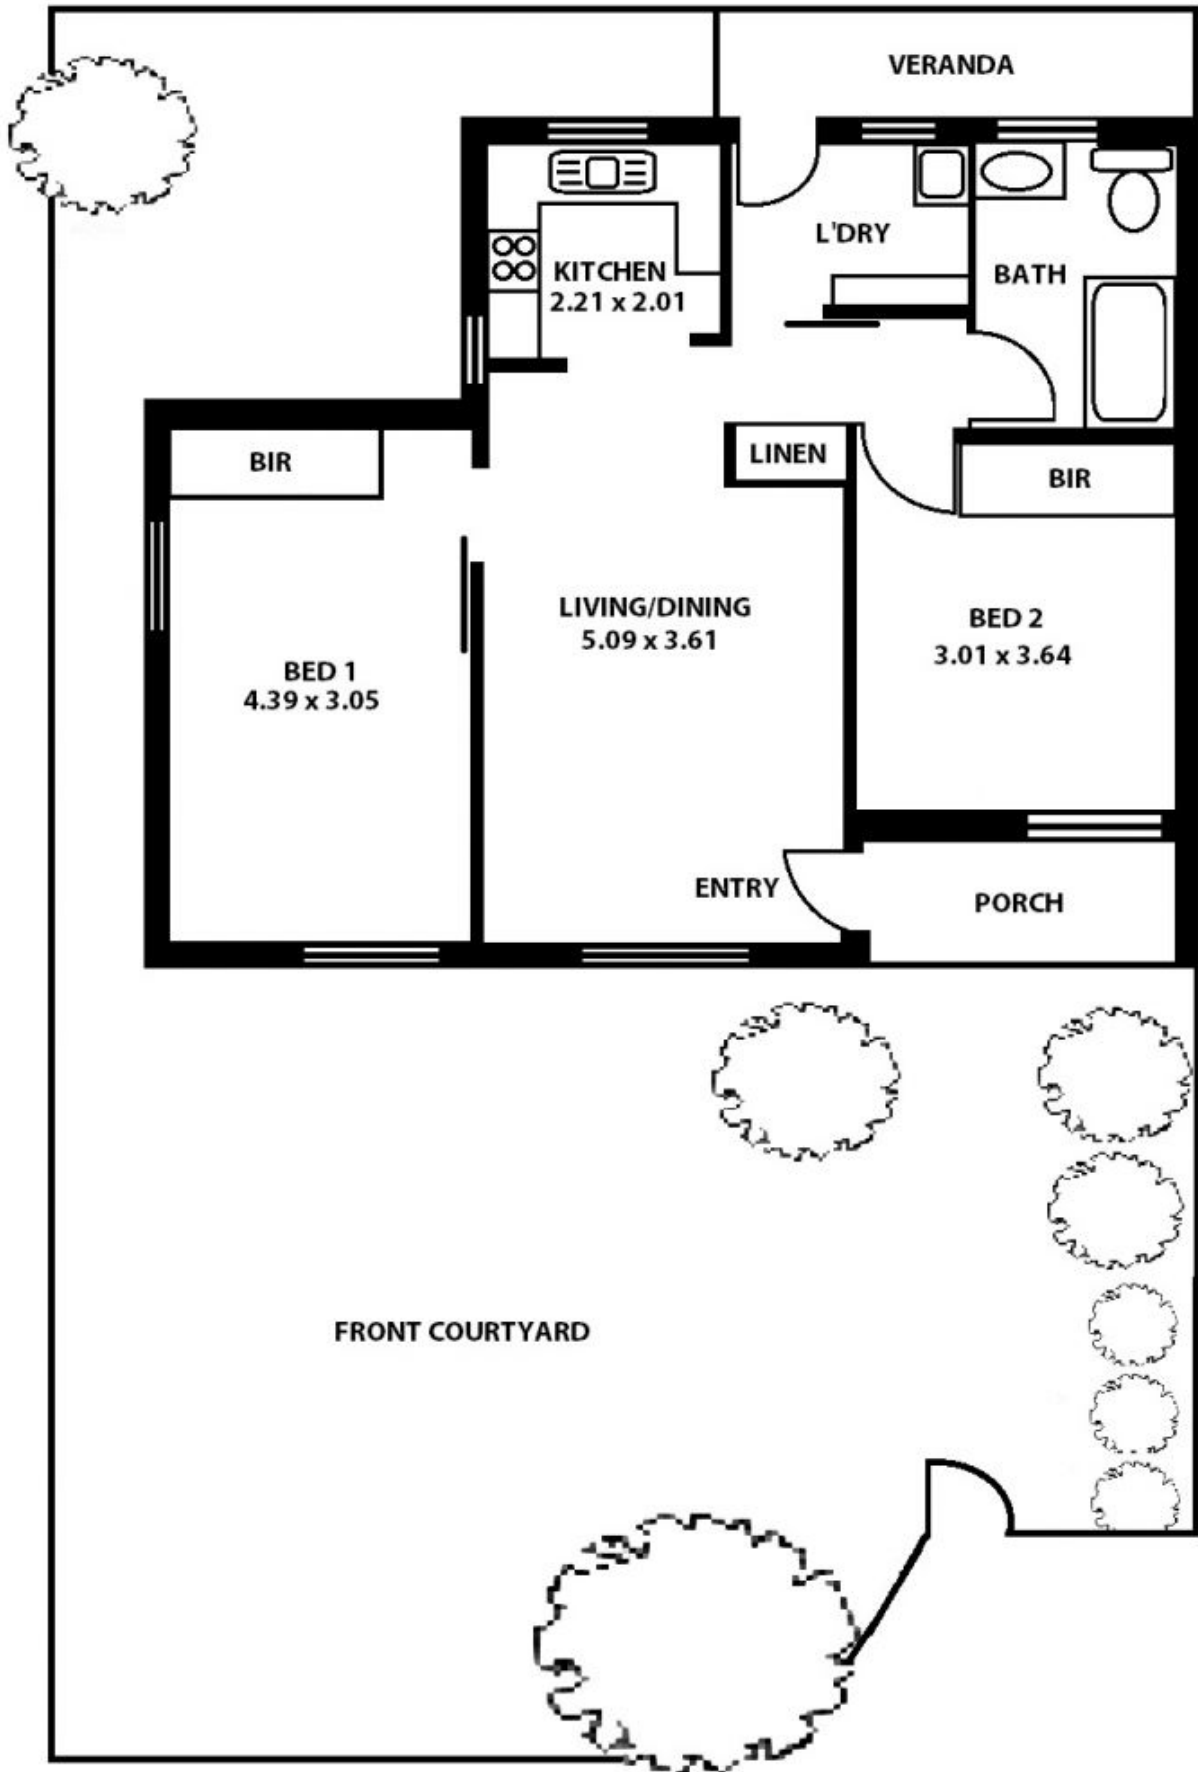 VERANDA
L'DRY
KITCHEN
2.21 x 2.01
BATH
BIR
LINEN
BIR
LIVING/DINING
5.09 x 3.61
BED 2
3.01 x 3.64
BED 1
4.39 x 3.05
ENTRY
PORCH
FRONT COURTYARD